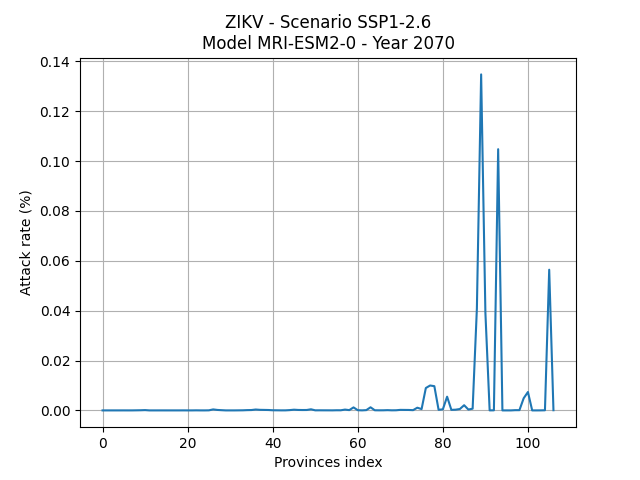 ZIKV - Scenario SSP1-2.6
Model MRI-ESM2-0 - Year 2070
Attack rate (%)
0.14
0.12
0.10
0.08
0.06
0.04
0.02
0.00
0 20 40 60 80 100
Provinces index